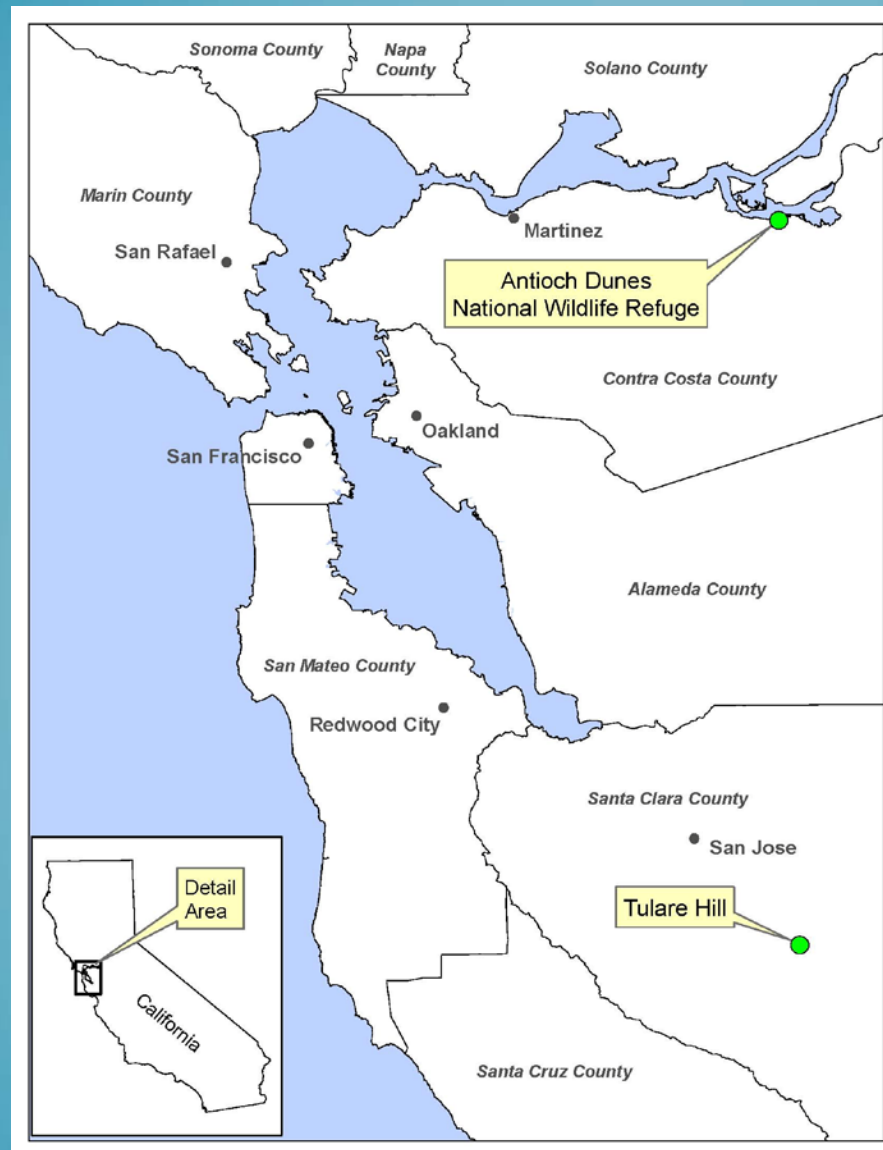 Sonoma County
Napa
County
Solano County
Marin County
San Rafael
Martinez
Antioch Dunes
National Wildlife Refuge
Contra Costa County
Oakland
San Francisco
Alameda County
San Mateo County
Redwood City
Santa Clara County
San Jose
Detail
Area
Tulare Hill
California
Santa Cruz County